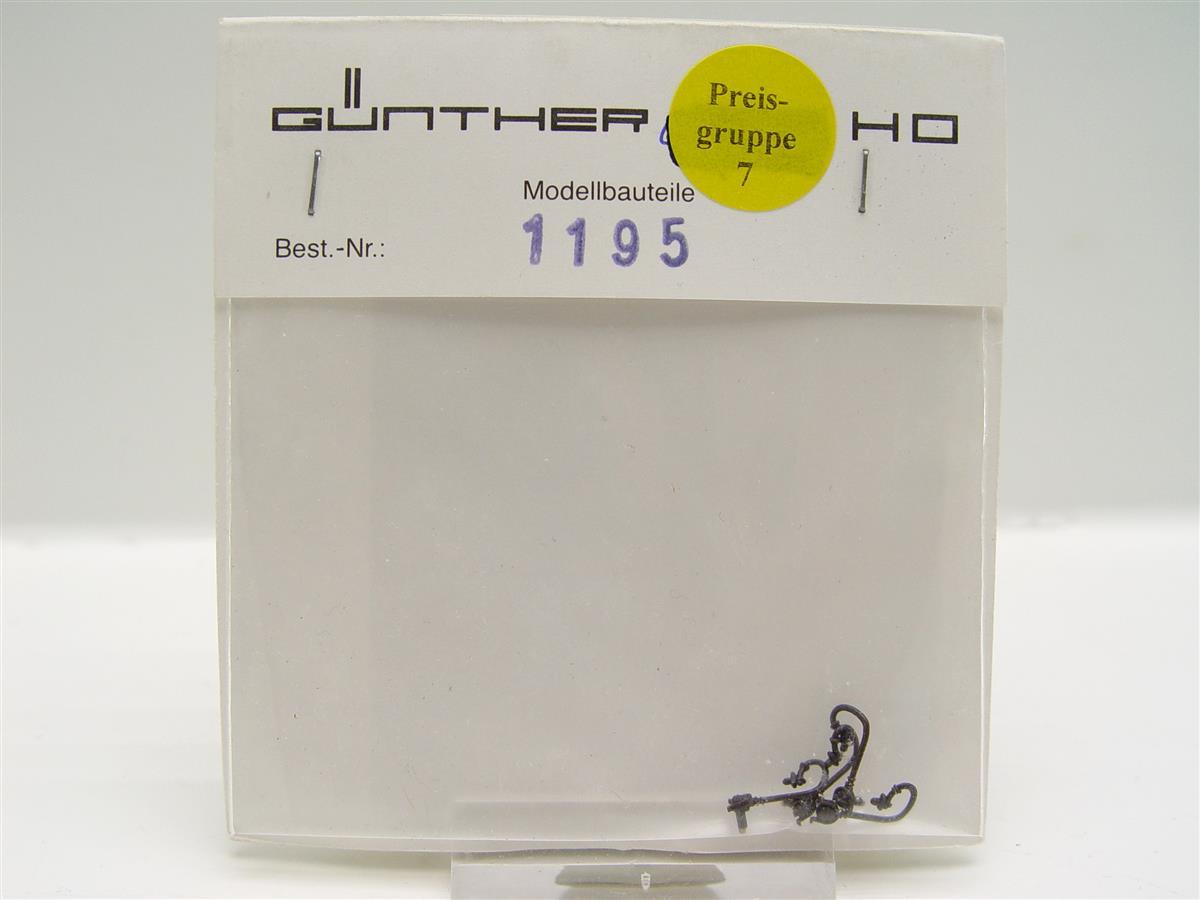 GÜNTHER HO
Preis-
gruppe
7
Modellbauteile
Best.-Nr.: 1195